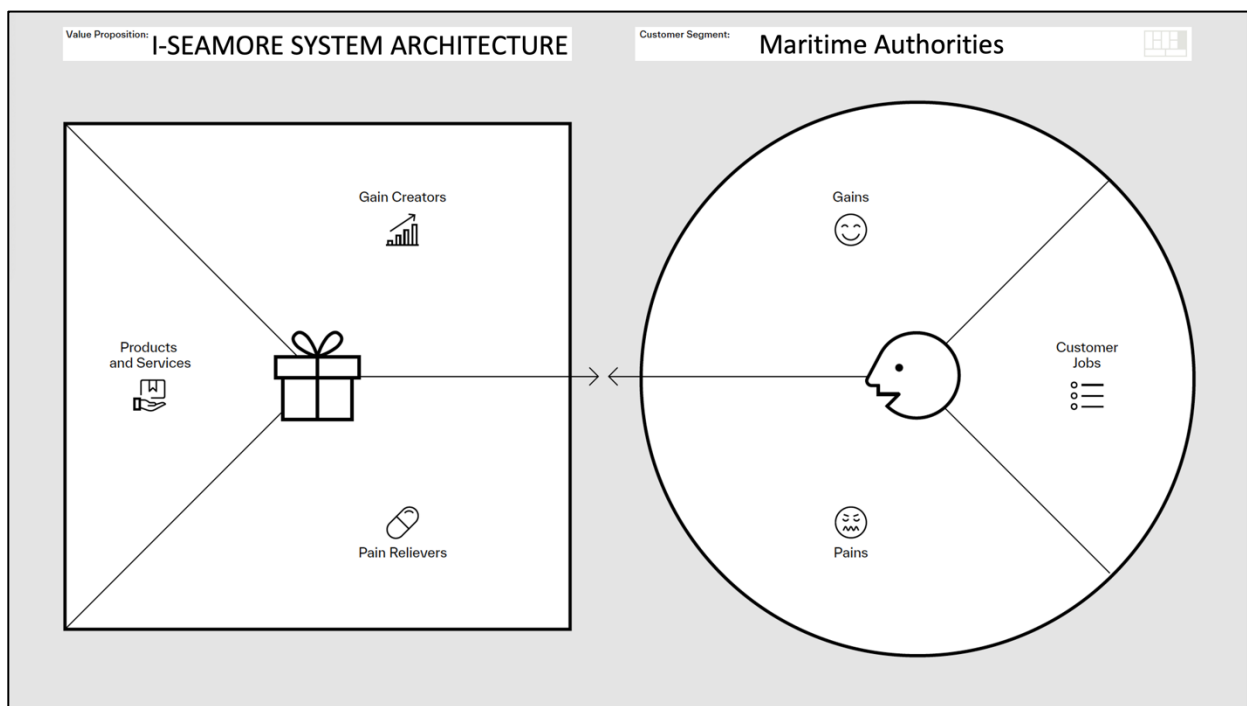 Value Proposition: I-SEAMORE SYSTEM ARCHITECTURE
Customer Segment: Maritime Authorities
Gain Creators
Products
and Services
Pain Relievers
Gains
Customer
Jobs
Pains